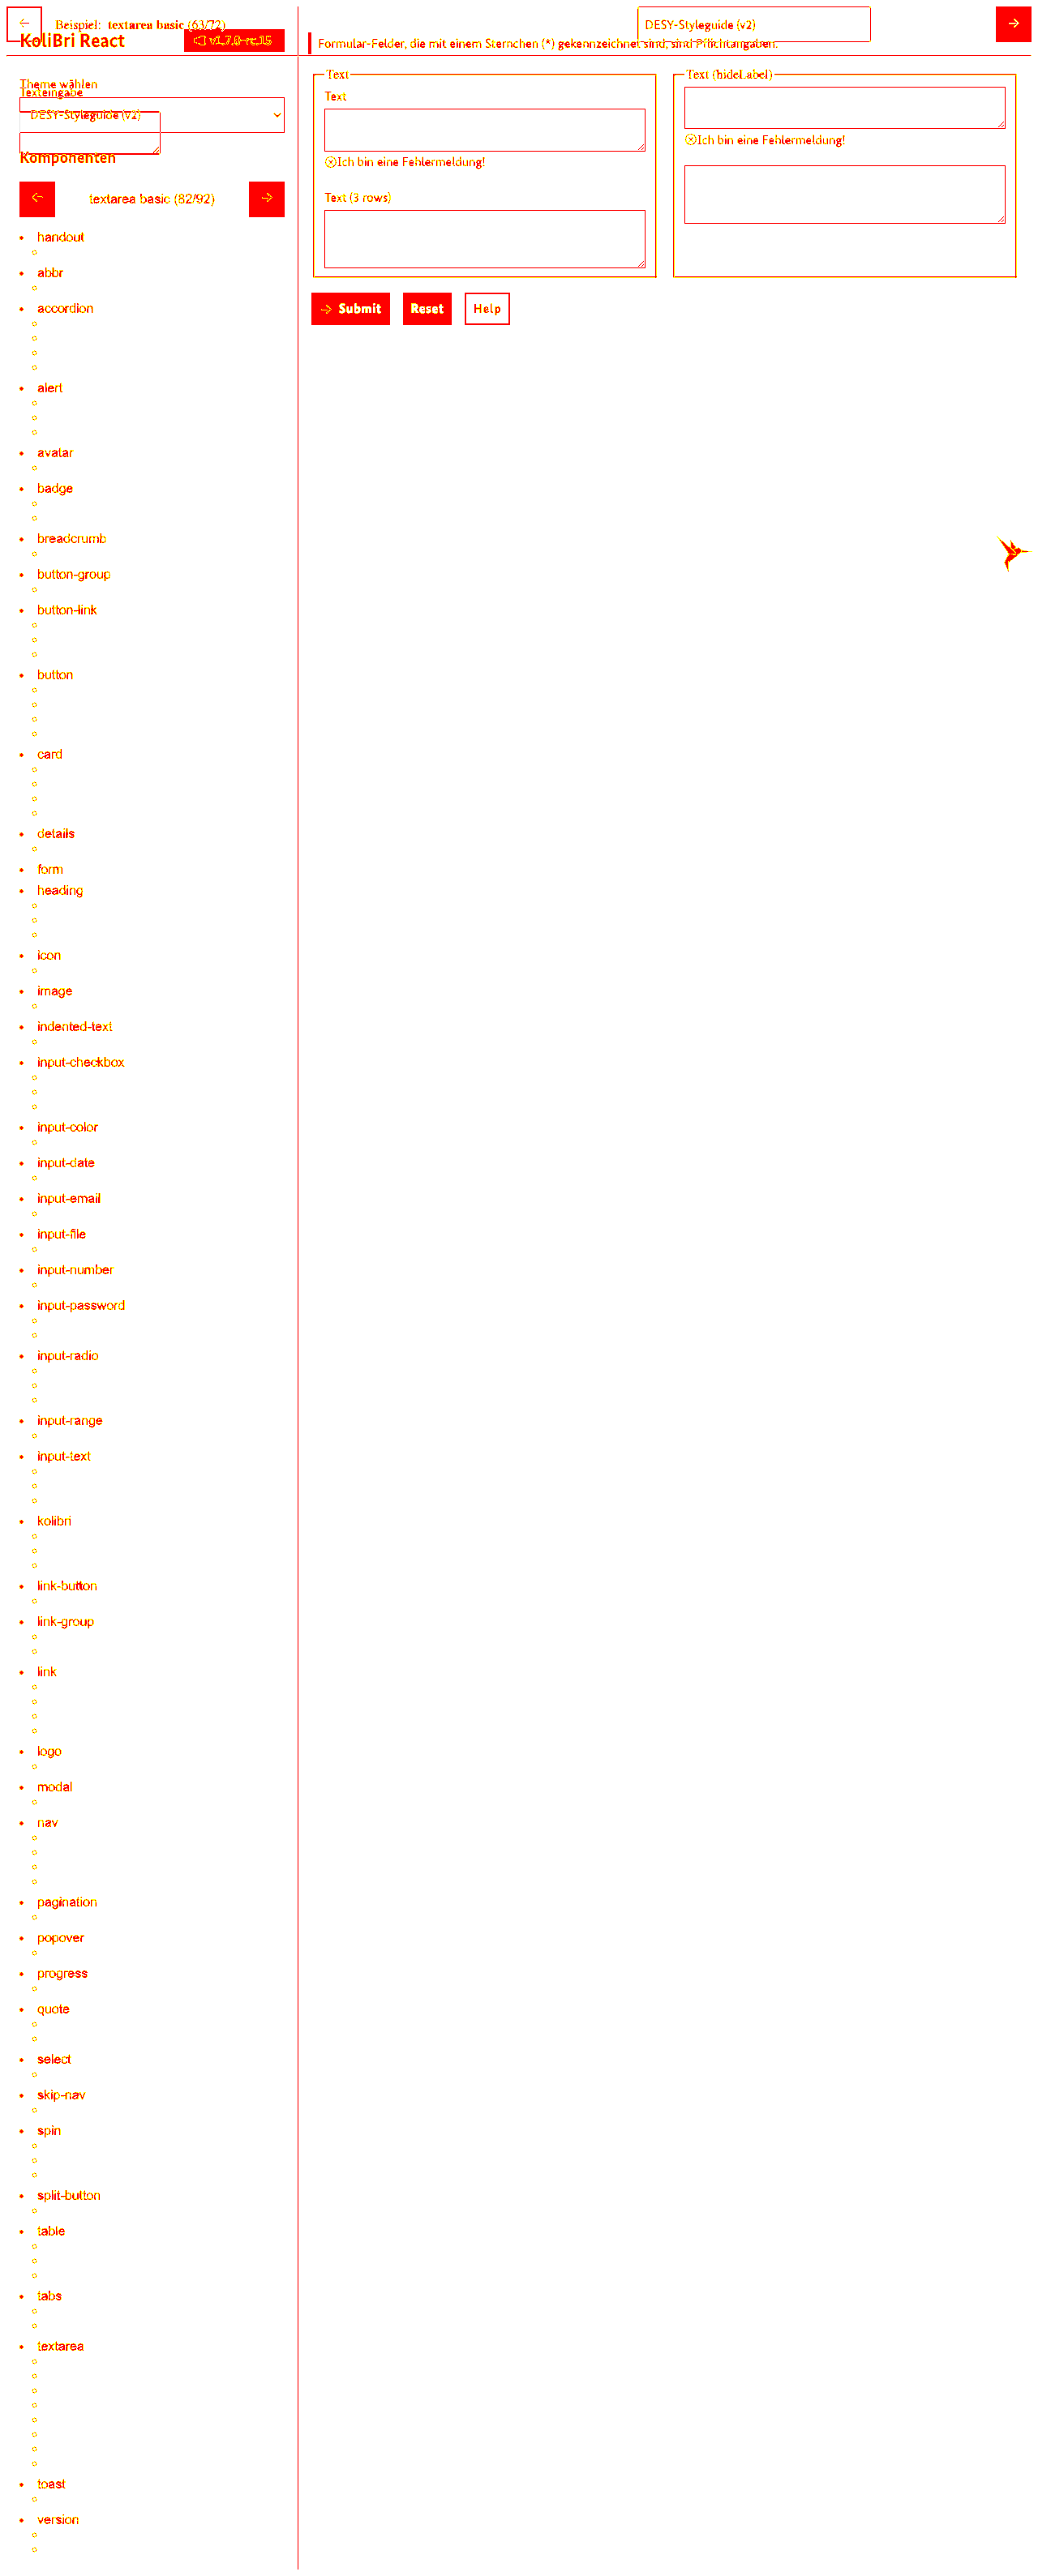 Beispiel: textarea basic (63/72)
DESY-Styleguide (v2)
KoliBri React
v1.7.0-rc.15
Formular-Felder, die mit einem Sternchen (*) gekennzeichnet sind, sind Pflichtangaben.
Theme wählen
Texteingabe
DESY-Styleguide (v2)
Komponenten
textarea basic (82/92)
handout
abbr
accordion
alert
avatar
badge
breadcrumb
button-group
button-link
button
card
details
form
heading
icon
image
indented-text
input-checkbox
input-color
input-date
input-email
input-file
input-number
input-password
input-radio
input-range
input-text
kolibri
link-button
link-group
link
logo
modal
nav
pagination
popover
progress
quote
select
skip-nav
spin
split-button
table
tabs
textarea
toast
version
Text
Text
Ich bin eine Fehlermeldung!
Text (3 rows)
Text (hideLabel)
Ich bin eine Fehlermeldung!
Submit
Reset
Help